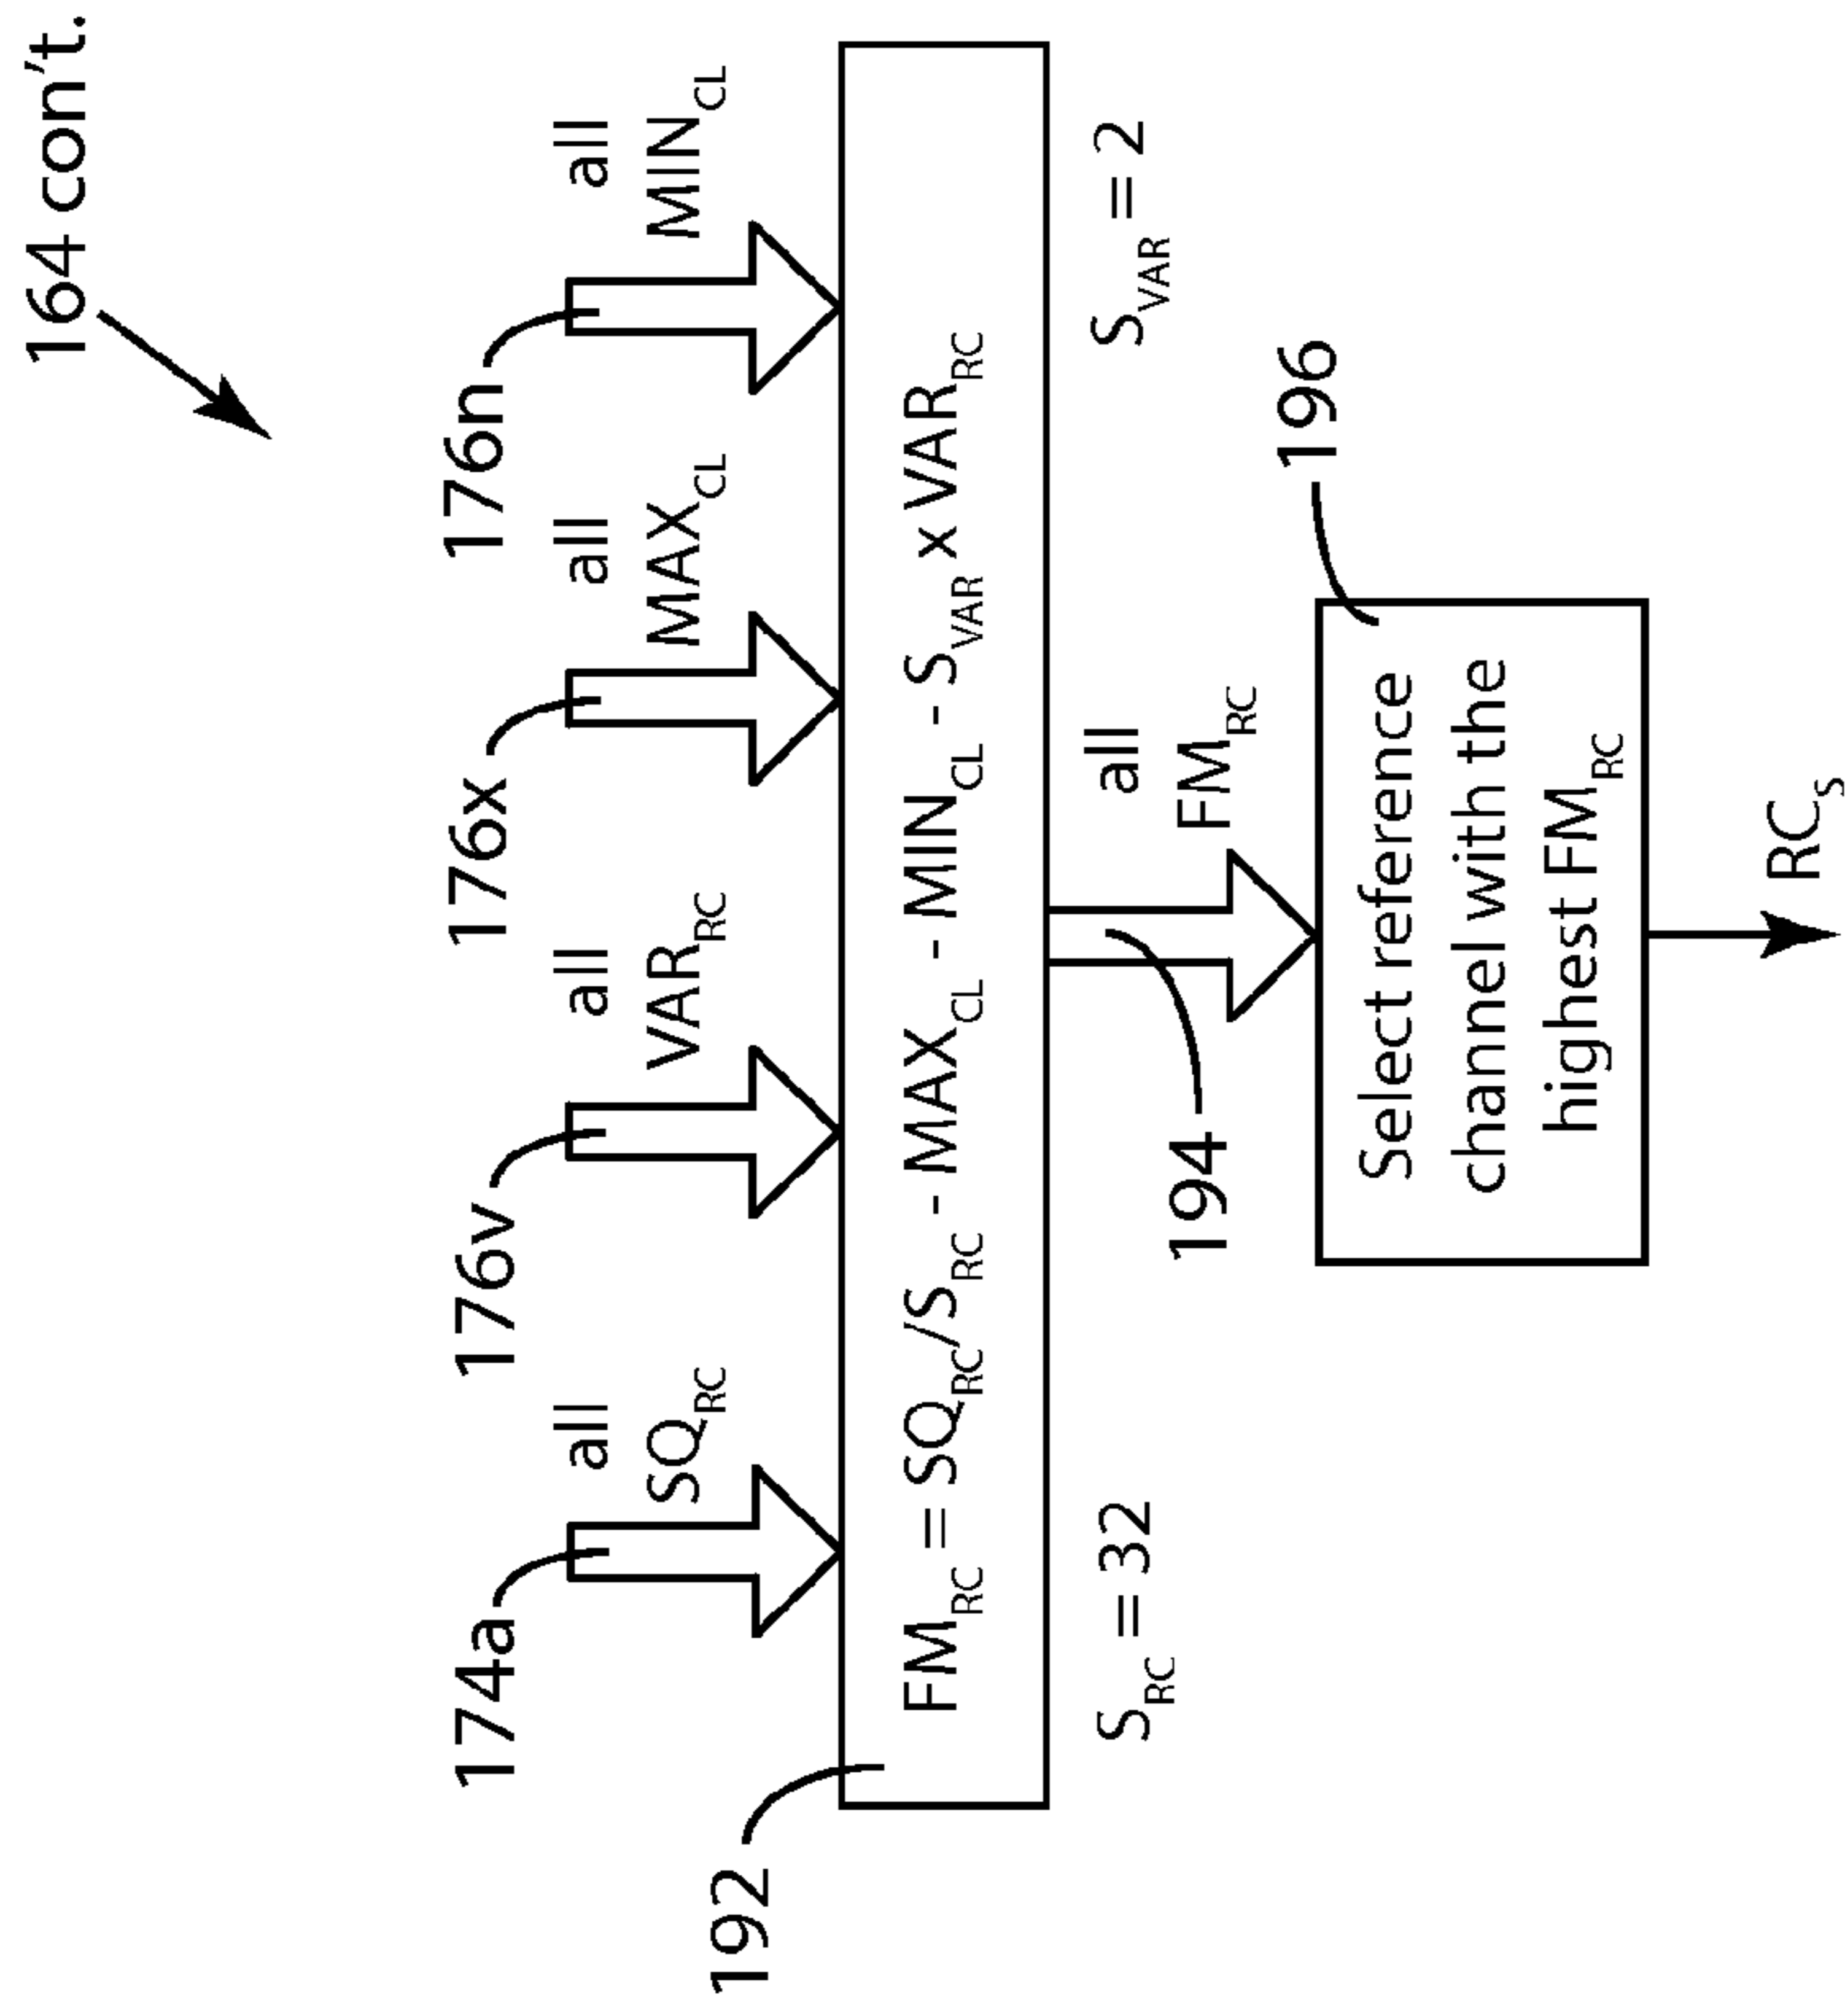 164 con't.
174a
176v
176x
176n
all
SQRC
all
VARRC
all
MAXCL
all
MINCL
192
FMRC = SQRC/SRC - MAXCL - MINCL - SVAR x VARRC
SRC = 32
SVAR = 2
194
all
FMRC
196
Select reference
channel with the
highest FMRC
RCs